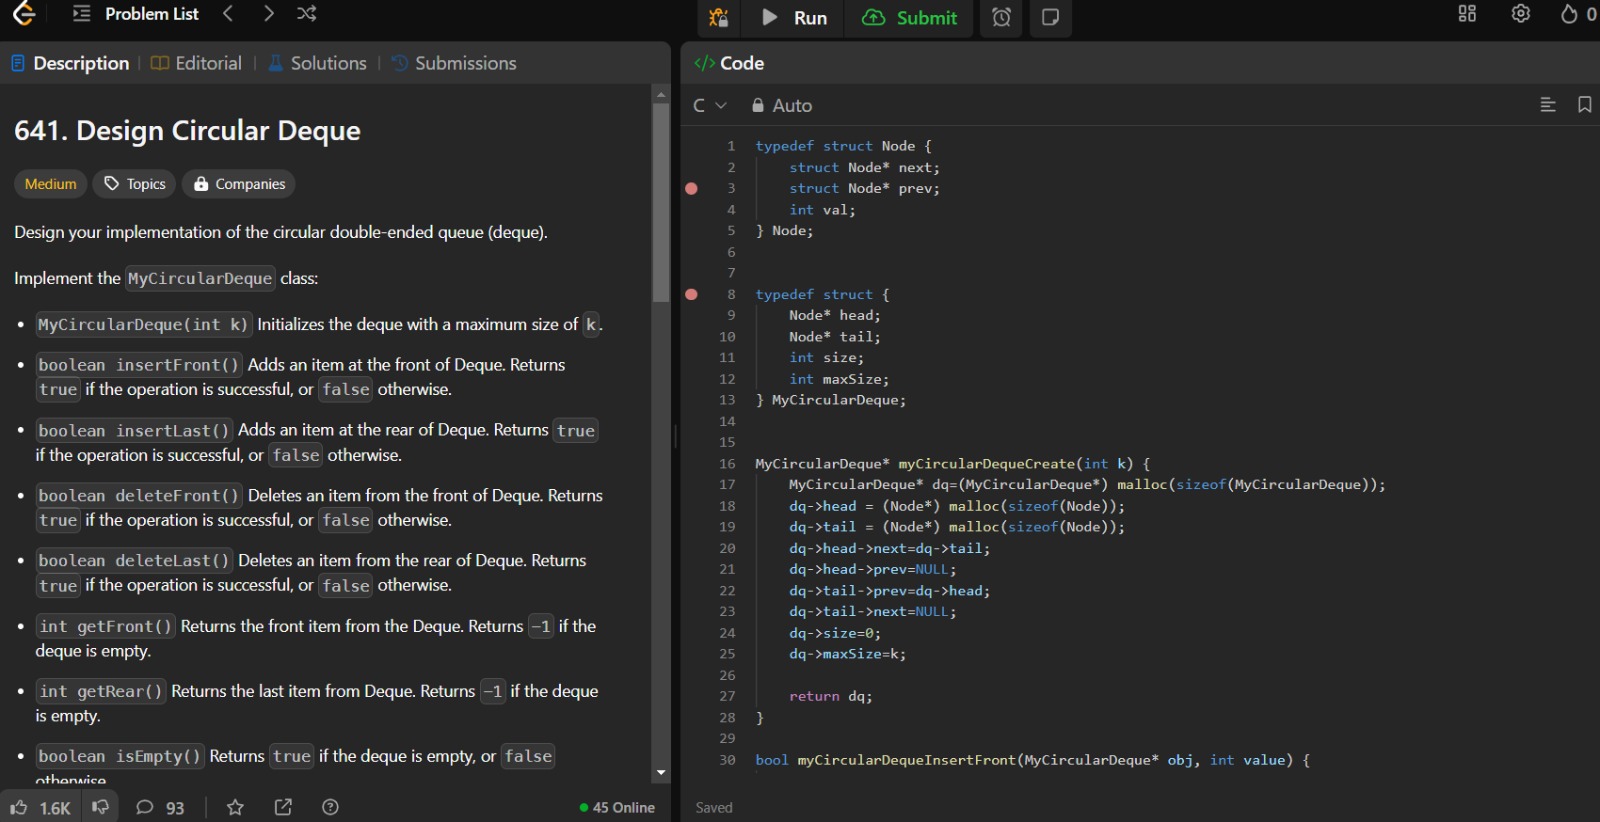 Problem List
Run
Submit
0
Description
Editorial
Solutions
Submissions
641. Design Circular Deque
Medium
Topics
Companies
Design your implementation of the circular double-ended queue (deque).
Implement the MyCircularDeque class:
• MyCircularDeque(int k) Initializes the deque with a maximum size of k.
• boolean insertFront() Adds an item at the front of Deque. Returns
true if the operation is successful, or false otherwise.
• boolean insertLast() Adds an item at the rear of Deque. Returns true
if the operation is successful, or false otherwise.
• boolean deleteFront() Deletes an item from the front of Deque. Returns
true if the operation is successful, or false otherwise.
• boolean deleteLast() Deletes an item from the rear of Deque. Returns
true if the operation is successful, or false otherwise.
• int getFront() Returns the front item from the Deque. Returns -1 if the
deque is empty.
• int getRear() Returns the last item from Deque. Returns -1 if the deque
is empty.
• boolean isEmpty() Returns true if the deque is empty, or false
otherwise
1.6K
93
45 Online
</> Code
C
Auto
1 typedef struct Node {
2 struct Node* next;
3 struct Node* prev;
4 int val;
5 } Node;
6
7
8 typedef struct {
9 Node* head;
10 Node* tail;
11 int size;
12 int maxSize;
13 } MyCircularDeque;
14
15
16 MyCircularDeque* myCircularDequeCreate(int k) {
17 MyCircularDeque* dq=(MyCircularDeque*) malloc(sizeof(MyCircularDeque));
18 dq->head = (Node*) malloc(sizeof(Node));
19 dq->tail = (Node*) malloc(sizeof(Node));
20 dq->head->next=dq->tail;
21 dq->head->prev=NULL;
22 dq->tail->prev=dq->head;
23 dq->tail->next=NULL;
24 dq->size=0;
25 dq->maxSize=k;
26
27 return dq;
28 }
29
30 bool myCircularDequeInsertFront(MyCircularDeque* obj, int value) {
Saved